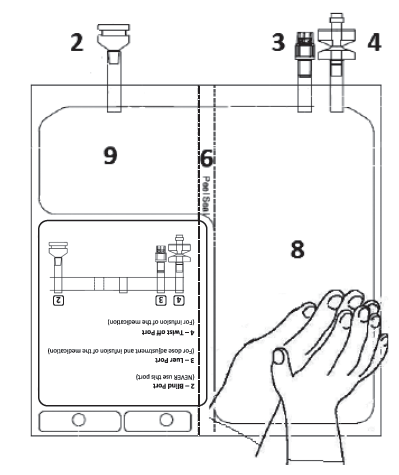 2
3
4
9
6
Peel Seal
8
2 – Blind Port
(NEVER use this port)
3 – Luer Port
(For dose adjustment and infusion of the medication)
4 – Twist off Port
(For infusion of the medication)
4 3 2